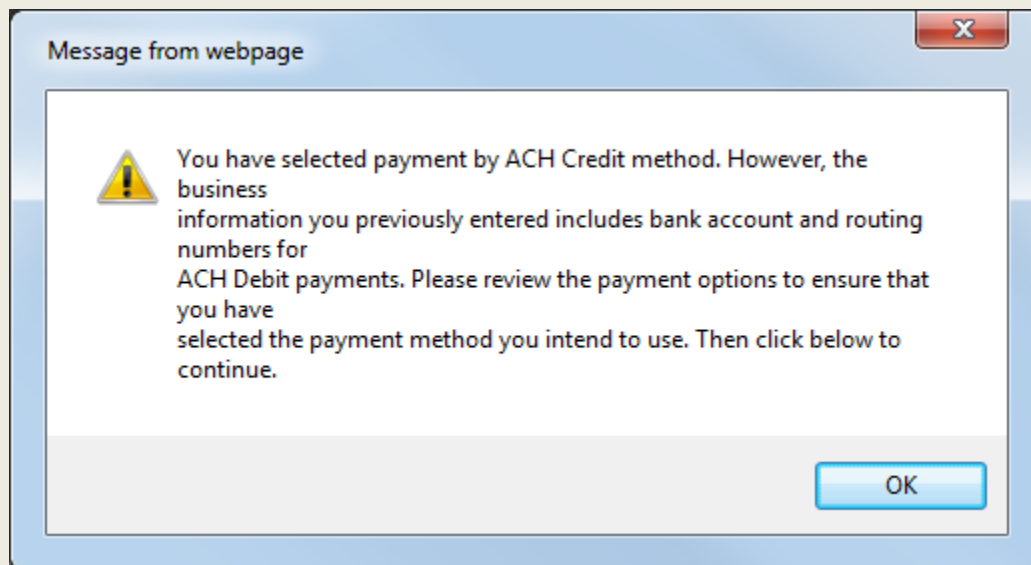 Message from webpage
You have selected payment by ACH Credit method. However, the
business
information you previously entered includes bank account and routing
numbers for
ACH Debit payments. Please review the payment options to ensure that
you have
selected the payment method you intend to use. Then click below to
continue.
OK